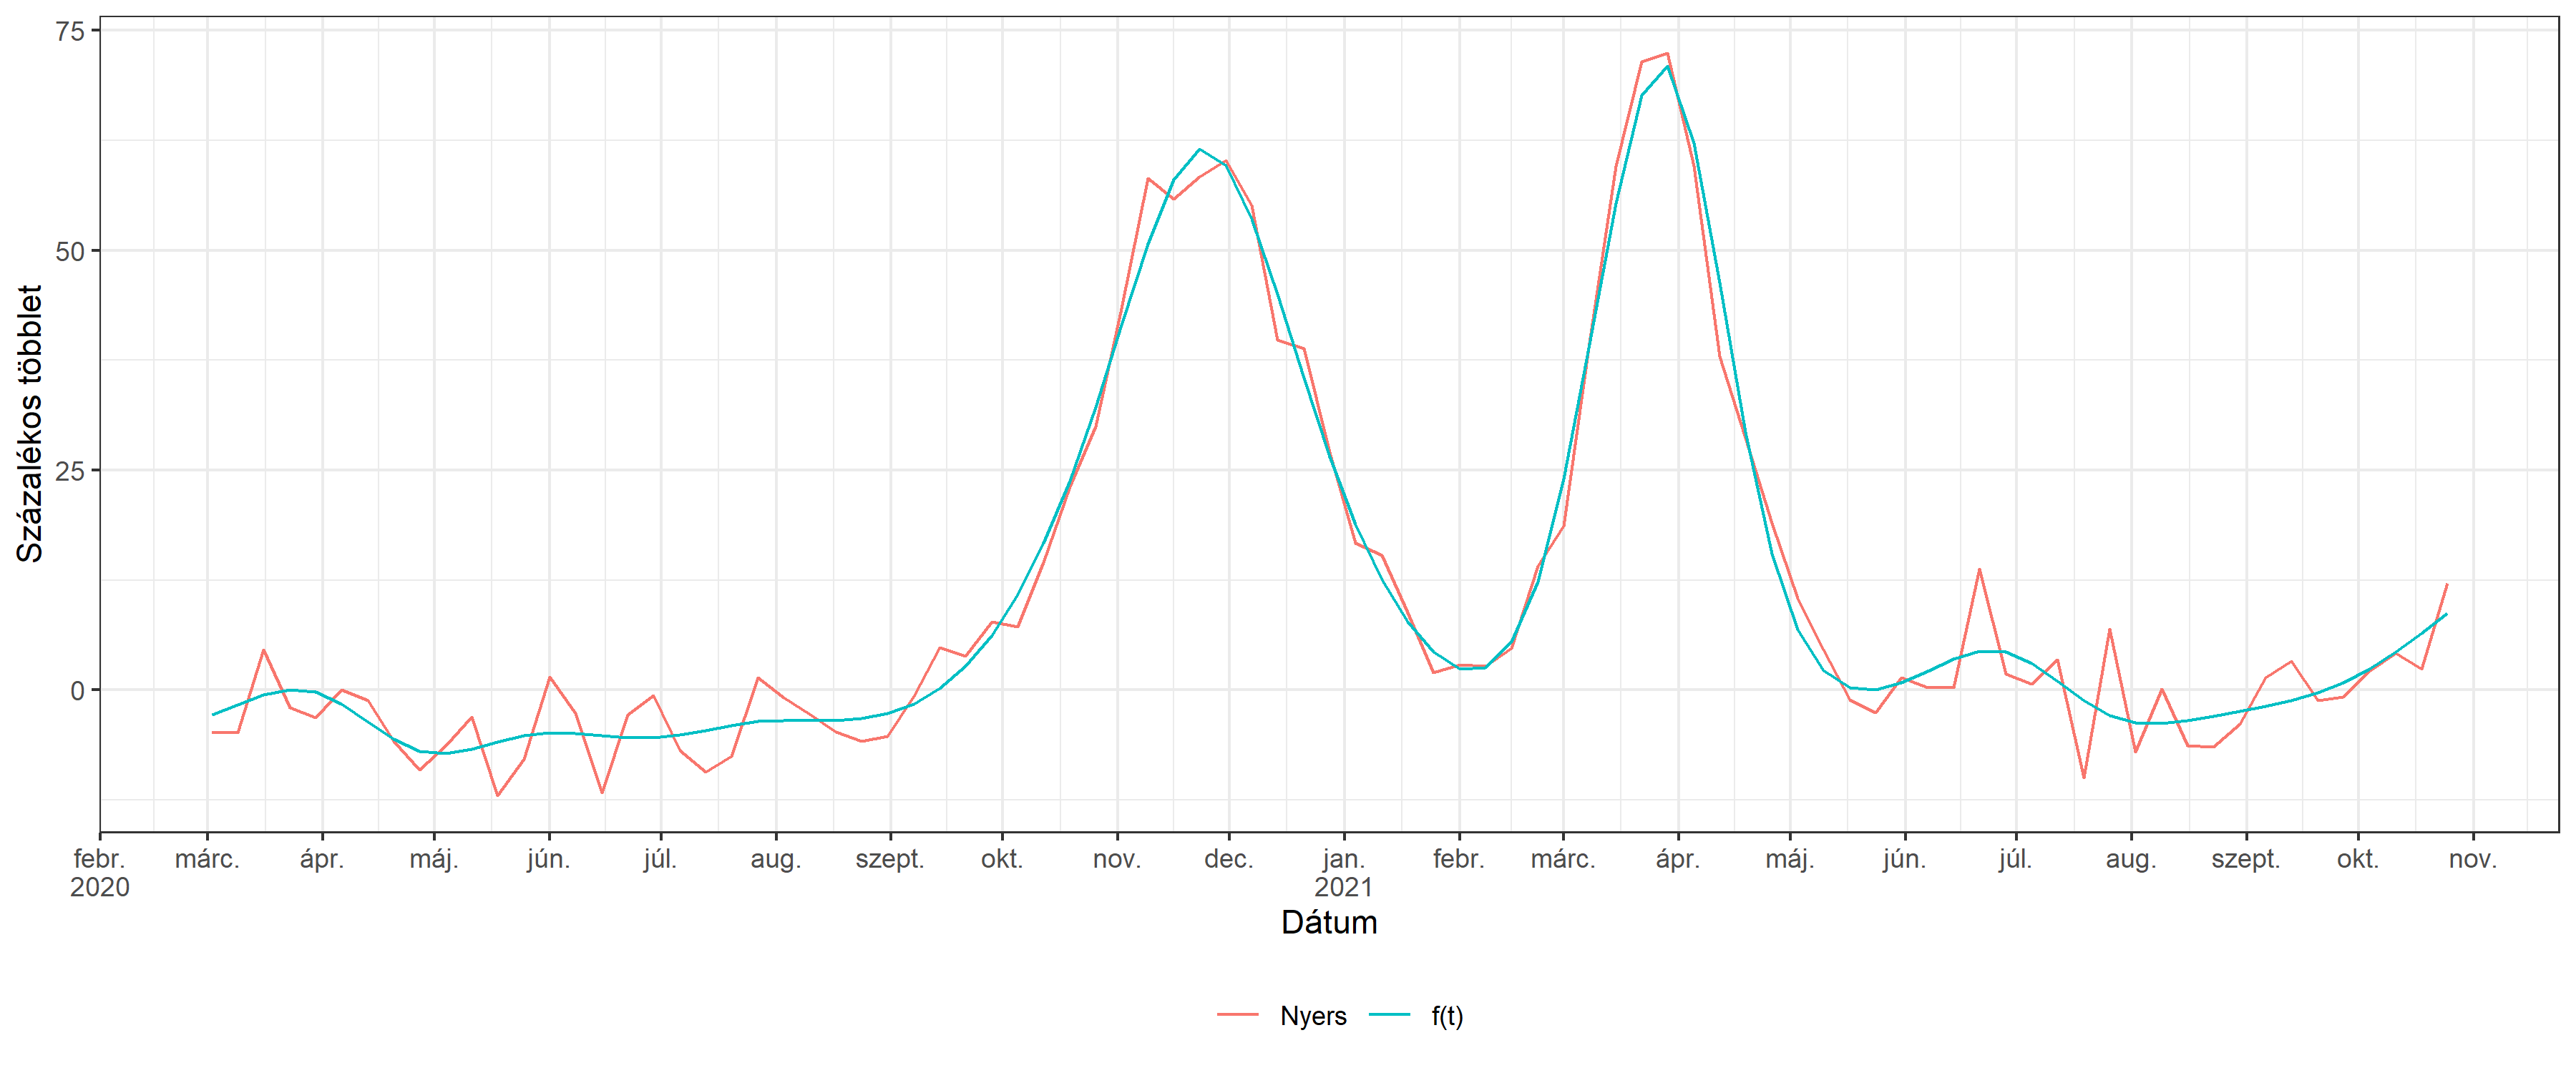 Százalékos többlet
75
50
25
0
febr. márc. ápr. máj. jún. júl. aug. szept. okt. nov. dec. jan. febr. márc. ápr. máj. jún. júl. aug. szept. okt. nov.
2020 2021
Dátum
Nyers f(t)